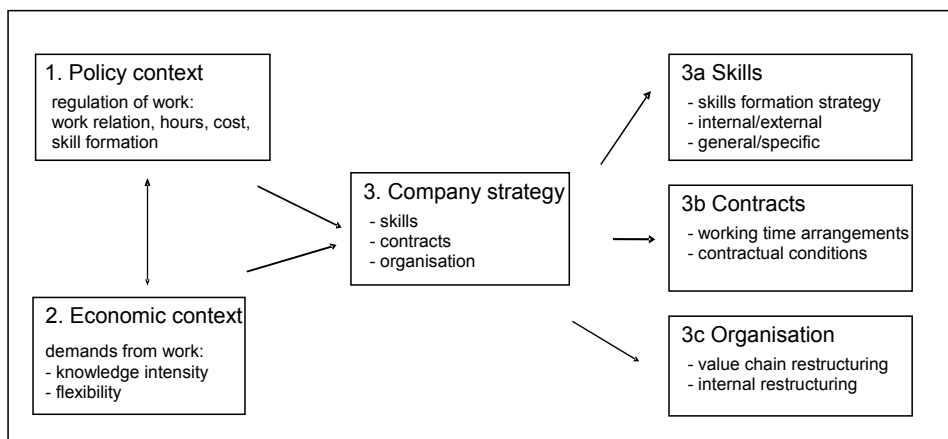 1. Policy context
regulation of work:
work relation, hours, cost,
skill formation
2. Economic context
demands from work:
- knowledge intensity
- flexibility
3. Company strategy
- skills
- contracts
- organisation
3a Skills
- skills formation strategy
- internal/external
- general/specific
3b Contracts
- working time arrangements
- contractual conditions
3c Organisation
- value chain restructuring
- internal restructuring